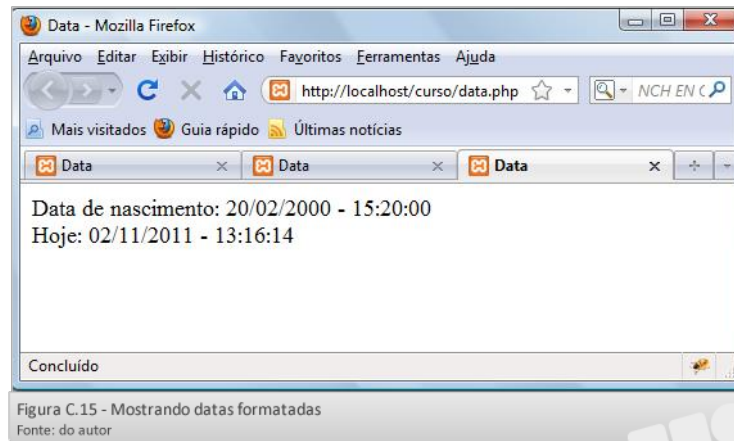 Data - Mozilla Firefox
Arquivo Editar Exibir Histórico Favoritos Ferramentas Ajuda
http://localhost/curso/data.php NCH EN C
Mais visitados Guia rápido Últimas notícias
Data Data Data
Data de nascimento: 20/02/2000 - 15:20:00
Hoje: 02/11/2011 - 13:16:14
Concluído
Figura C.15 - Mostrando datas formatadas
Fonte: do autor